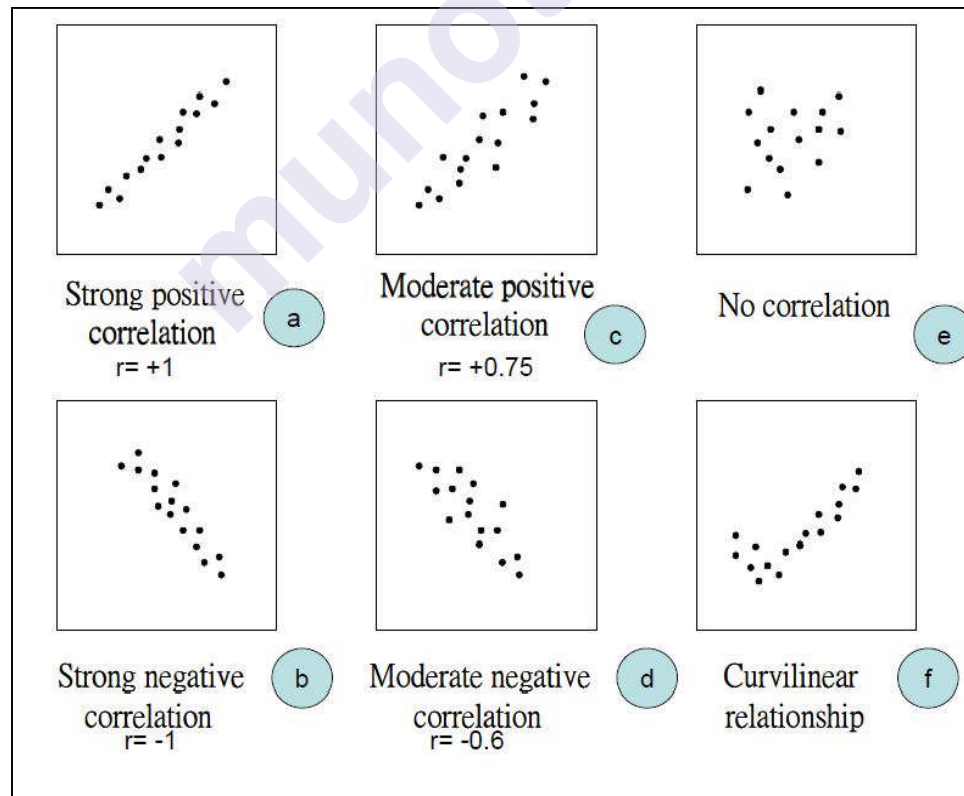 Strong positive
correlation
r= +1
a
Moderate positive
correlation
r= +0.75
c
No correlation
e
Strong negative
correlation
r= -1
b
Moderate negative
correlation
r= -0.6
d
Curvilinear
relationship
f